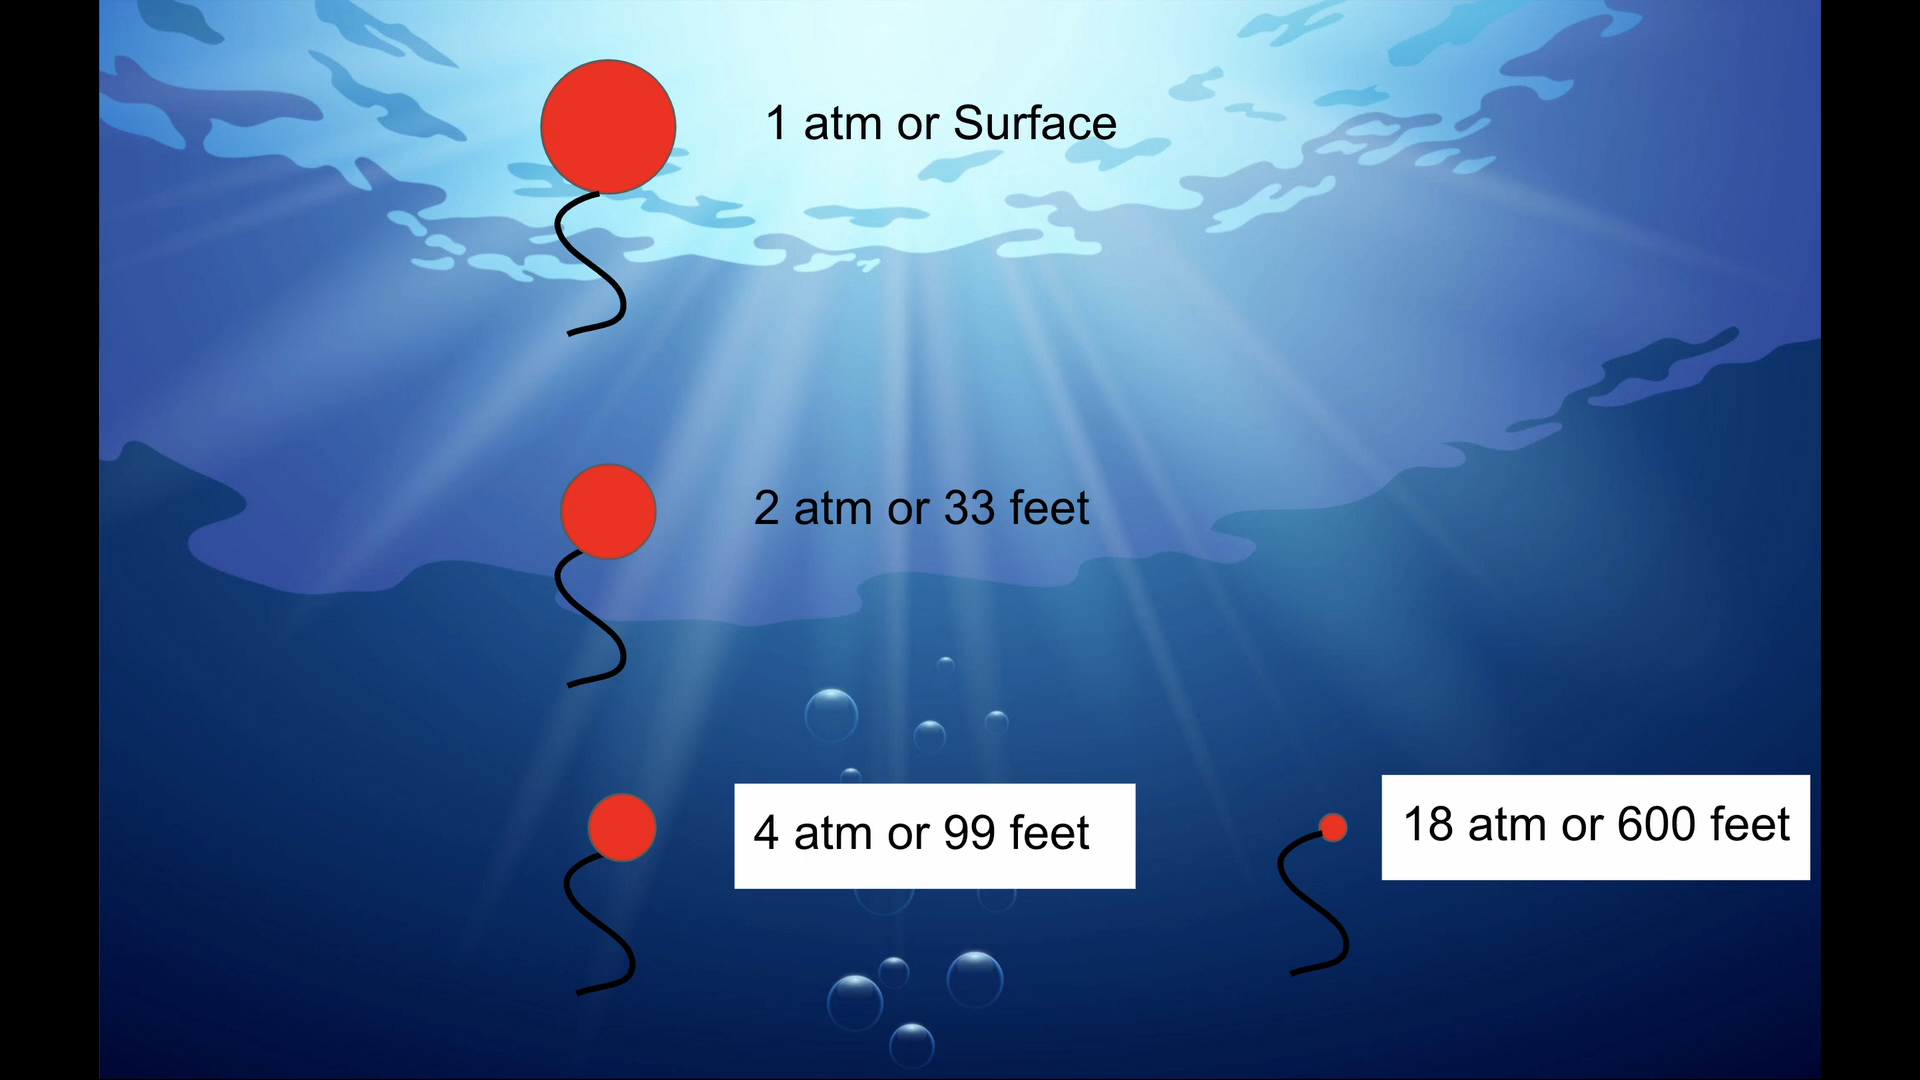 1 atm or Surface
2 atm or 33 feet
4 atm or 99 feet
18 atm or 600 feet